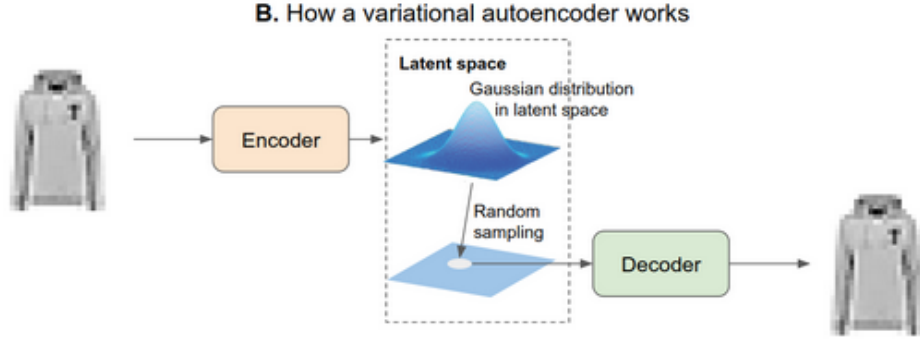 B. How a variational autoencoder works
Latent space
Gaussian distribution
in latent space
Encoder
Random
sampling
Decoder